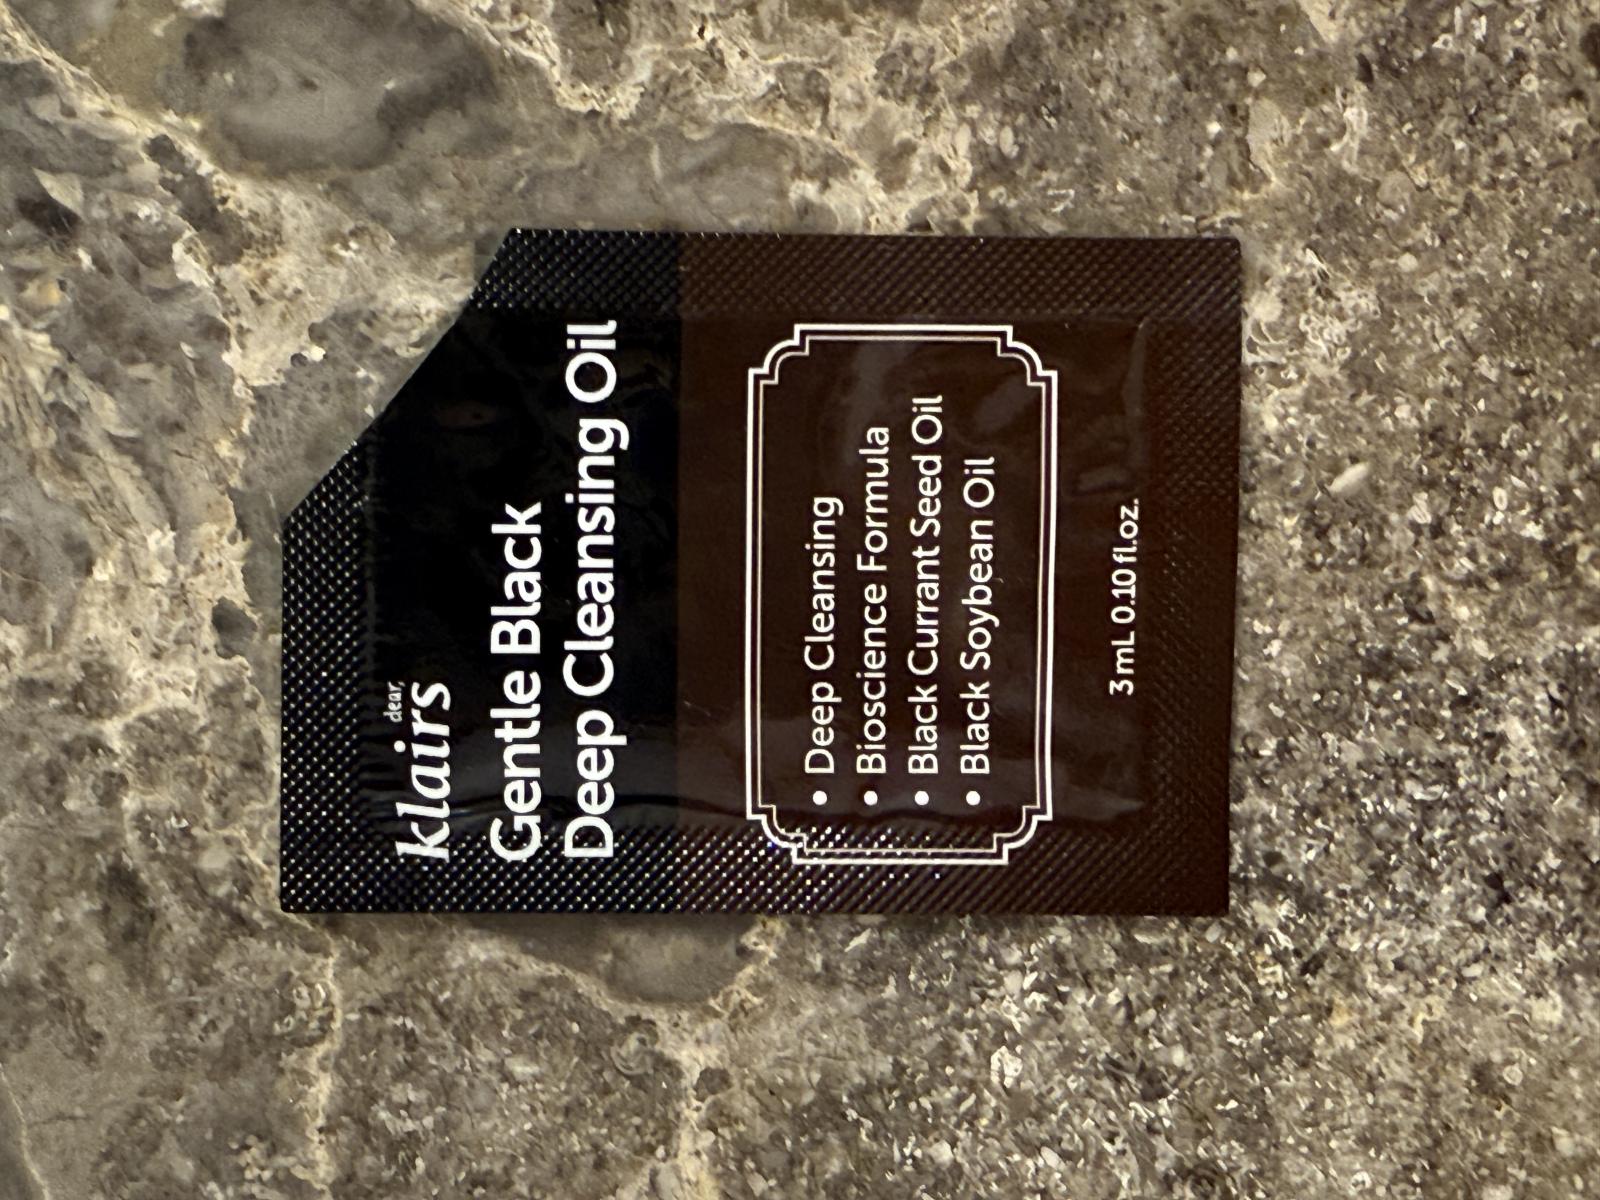 dear,
klairs
Gentle Black
Deep Cleansing Oil
• Deep Cleansing
• Bioscience Formula
• Black Currant Seed Oil
• Black Soybean Oil
3 mL 0.10 fl.oz.